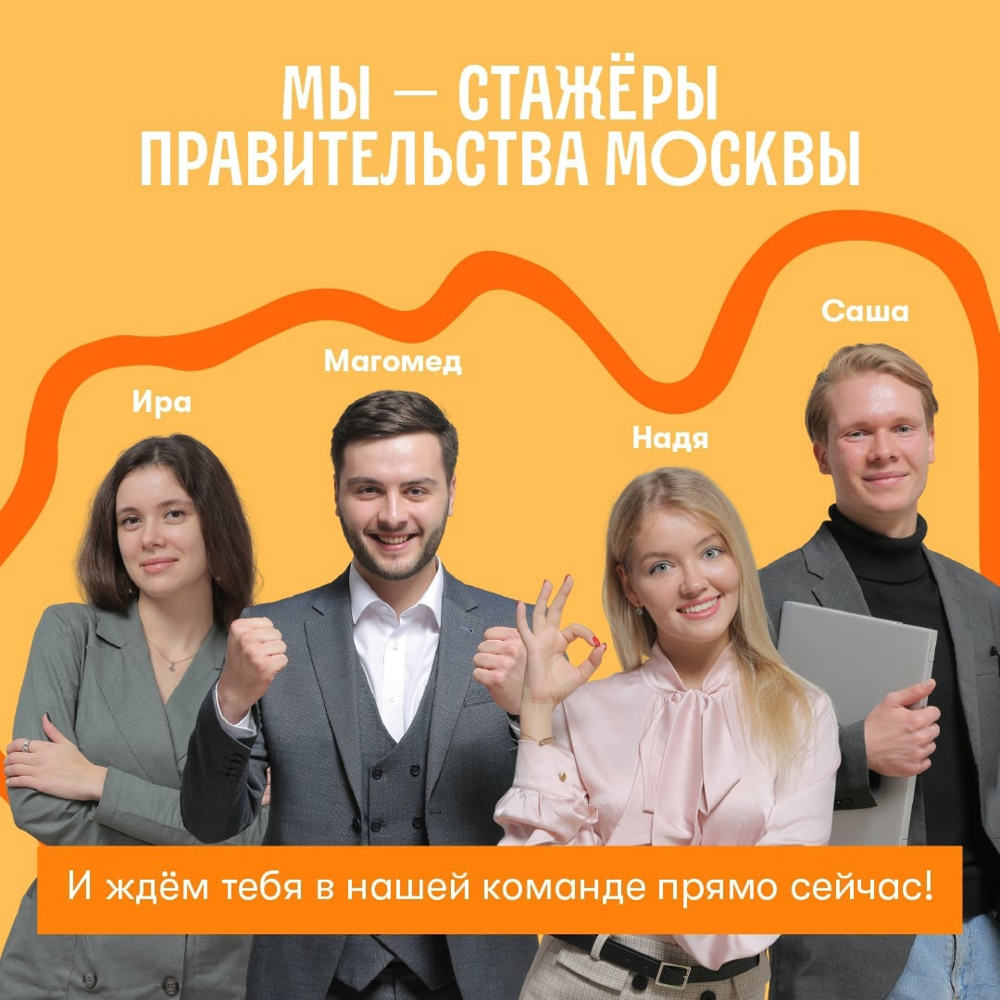 МЫ — СТАЖЁРЫ
ПРАВИТЕЛЬСТВА МОСКВЫ
Саша
Магомед
Ира
Надя
И ждём тебя в нашей команде прямо сейчас!